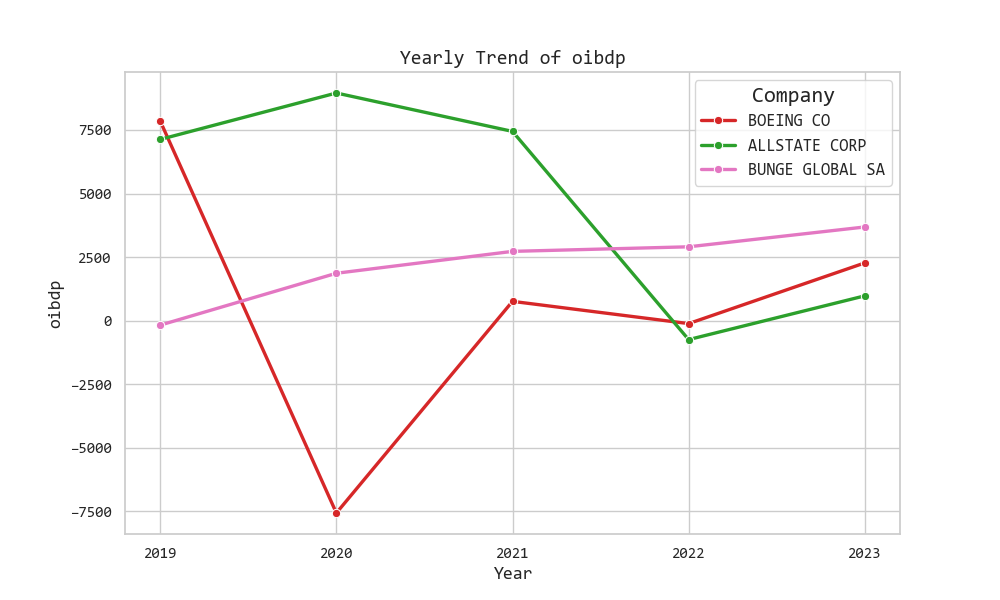 Yearly Trend of oibdp
Company
BOEING CO
ALLSTATE CORP
BUNGE GLOBAL SA
7500
5000
2500
0
−2500
−5000
−7500
oibdp
2019 2020 2021 2022 2023
Year